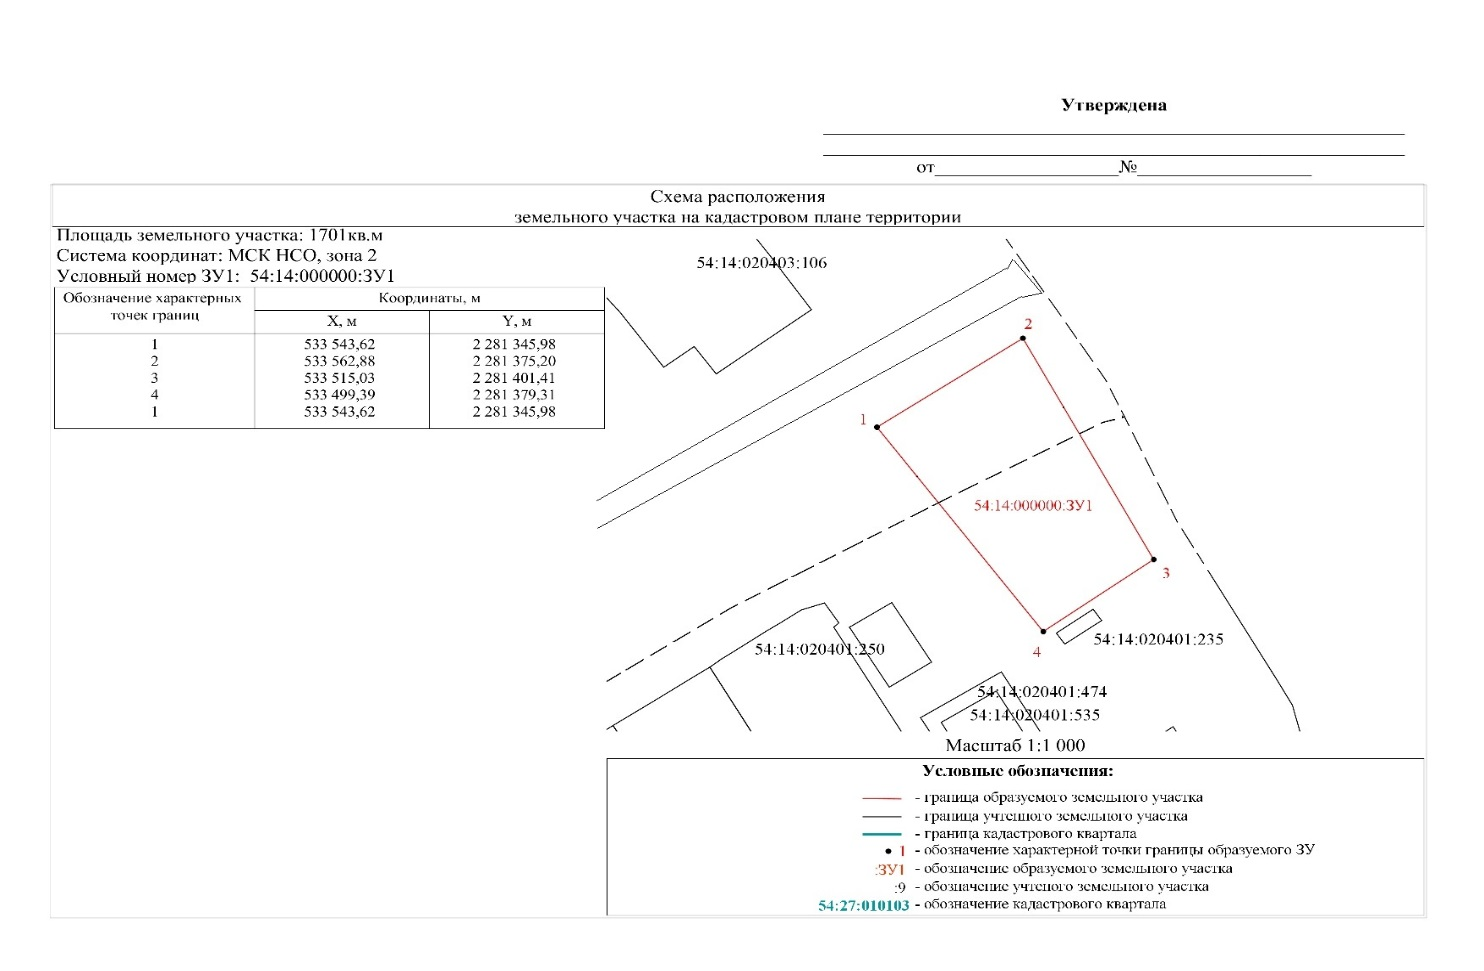 Утверждена
от_____________________№____________________
Схема расположения
земельного участка на кадастровом плане территории
Площадь земельного участка: 1701кв.м
Система координат: МСК НСО, зона 2
Условный номер ЗУ1: 54:14:000000:ЗУ1
Обозначение характерных точек границ
Координаты, м
X, м Y, м
1 533 543,62 2 281 345,98
2 533 562,88 2 281 375,20
3 533 515,03 2 281 401,41
4 533 499,39 2 281 379,31
1 533 543,62 2 281 345,98
54:14:020403:106
2
1
54:14:000000:ЗУ1
3
4
54:14:020401:235
54:14:020401:250
54:14:020401:474
54:14:020401:535
Масштаб 1:1 000
Условные обозначения:
- граница образуемого земельного участка
- граница учтенного земельного участка
- граница кадастрового квартала
1 - обозначение характерной точки границы образуемого ЗУ
:ЗУ1 - обозначение образуемого земельного участка
:9 - обозначение учтеного земельного участка
54:27:010103 - обозначение кадастрового квартала